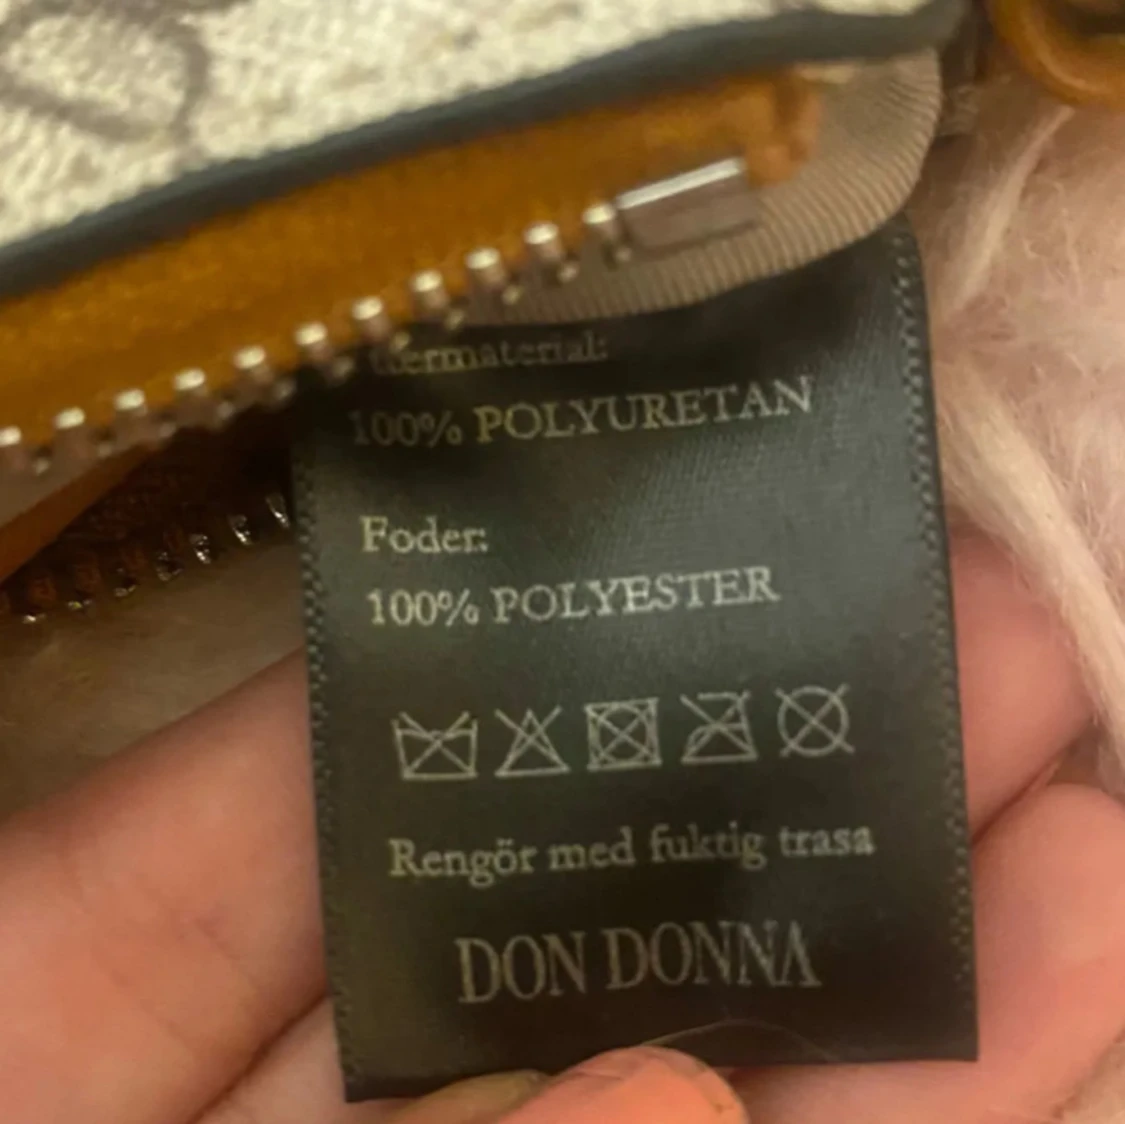 100% POLYURETAN
Foder:
100% POLYESTER
Rengör med fuktig trasa
DON DONNA